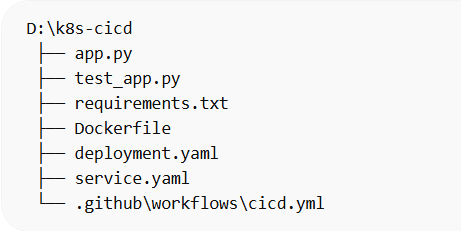 D:\k8s-cicd
├── app.py
├── test_app.py
├── requirements.txt
├── Dockerfile
├── deployment.yaml
├── service.yaml
└── .github\workflows\cicd.yml